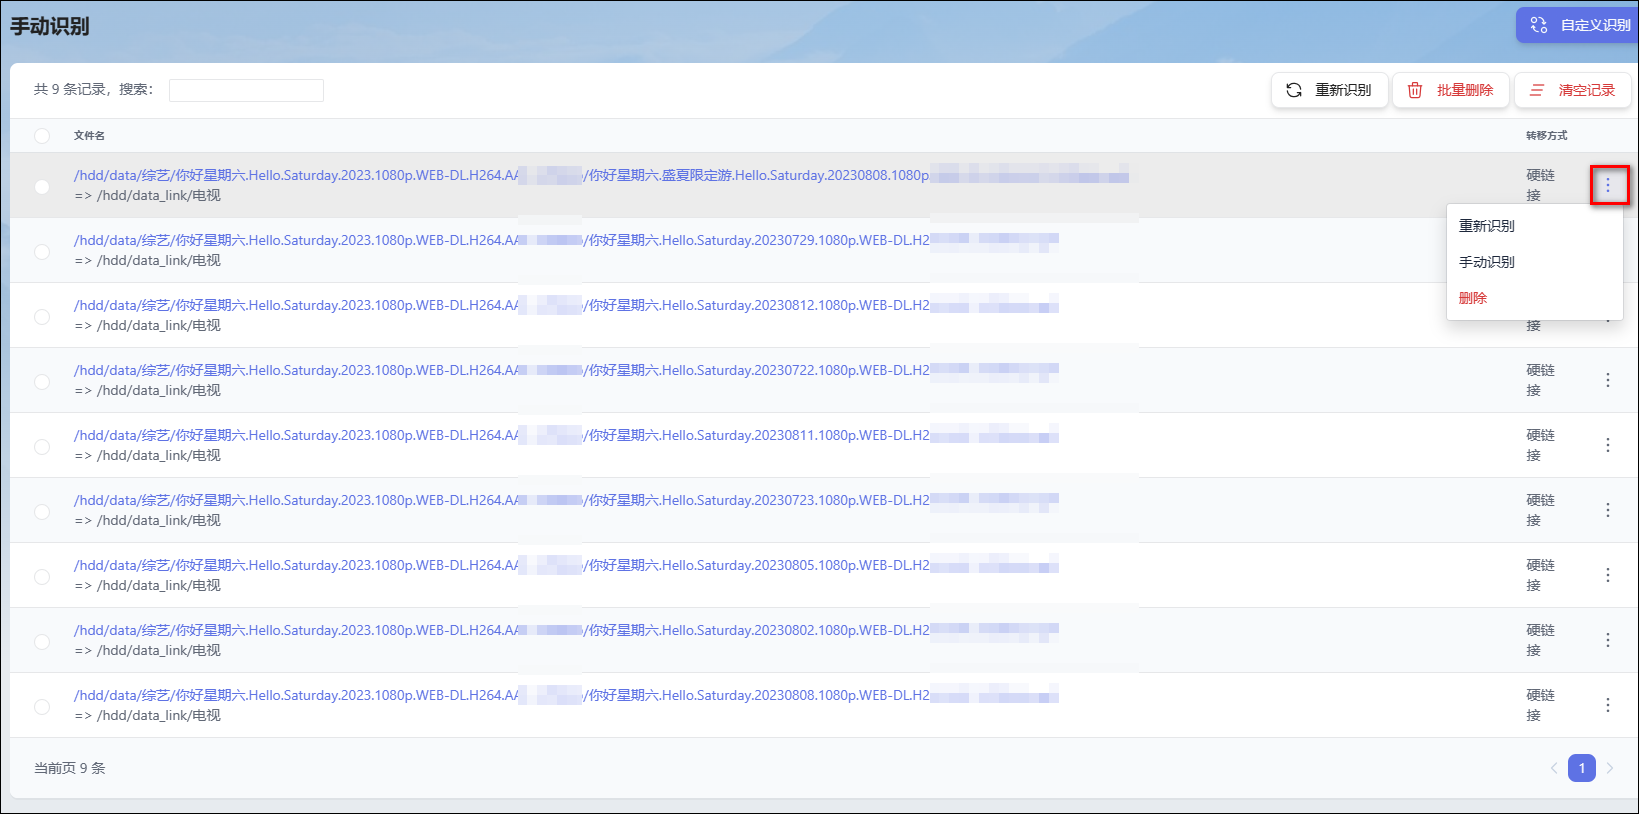 手动识别
自定义识别
共 9 条记录，搜索：
重新识别
批量删除
清空记录
文件名
转移方式
/hdd/data/综艺/你好星期六.Hello.Saturday.2023.1080p.WEB-DL.H264.AA /你好星期六.盛夏限定游.Hello.Saturday.20230808.1080p
=> /hdd/data_link/电视
硬链
接
重新识别
手动识别
删除
/hdd/data/综艺/你好星期六.Hello.Saturday.2023.1080p.WEB-DL.H264.AA /你好星期六.Hello.Saturday.20230729.1080p.WEB-DL.H2
=> /hdd/data_link/电视
/hdd/data/综艺/你好星期六.Hello.Saturday.2023.1080p.WEB-DL.H264.AA /你好星期六.Hello.Saturday.20230812.1080p.WEB-DL.H2
=> /hdd/data_link/电视
接
/hdd/data/综艺/你好星期六.Hello.Saturday.2023.1080p.WEB-DL.H264.AA /你好星期六.Hello.Saturday.20230722.1080p.WEB-DL.H2
=> /hdd/data_link/电视
硬链
接
/hdd/data/综艺/你好星期六.Hello.Saturday.2023.1080p.WEB-DL.H264.AA /你好星期六.Hello.Saturday.20230811.1080p.WEB-DL.H2
=> /hdd/data_link/电视
硬链
接
/hdd/data/综艺/你好星期六.Hello.Saturday.2023.1080p.WEB-DL.H264.AA /你好星期六.Hello.Saturday.20230723.1080p.WEB-DL.H2
=> /hdd/data_link/电视
硬链
接
/hdd/data/综艺/你好星期六.Hello.Saturday.2023.1080p.WEB-DL.H264.AA /你好星期六.Hello.Saturday.20230805.1080p.WEB-DL.H2
=> /hdd/data_link/电视
硬链
接
/hdd/data/综艺/你好星期六.Hello.Saturday.2023.1080p.WEB-DL.H264.AA /你好星期六.Hello.Saturday.20230802.1080p.WEB-DL.H2
=> /hdd/data_link/电视
硬链
接
/hdd/data/综艺/你好星期六.Hello.Saturday.2023.1080p.WEB-DL.H264.AA /你好星期六.Hello.Saturday.20230808.1080p.WEB-DL.H2
=> /hdd/data_link/电视
硬链
接
当前页 9 条
1